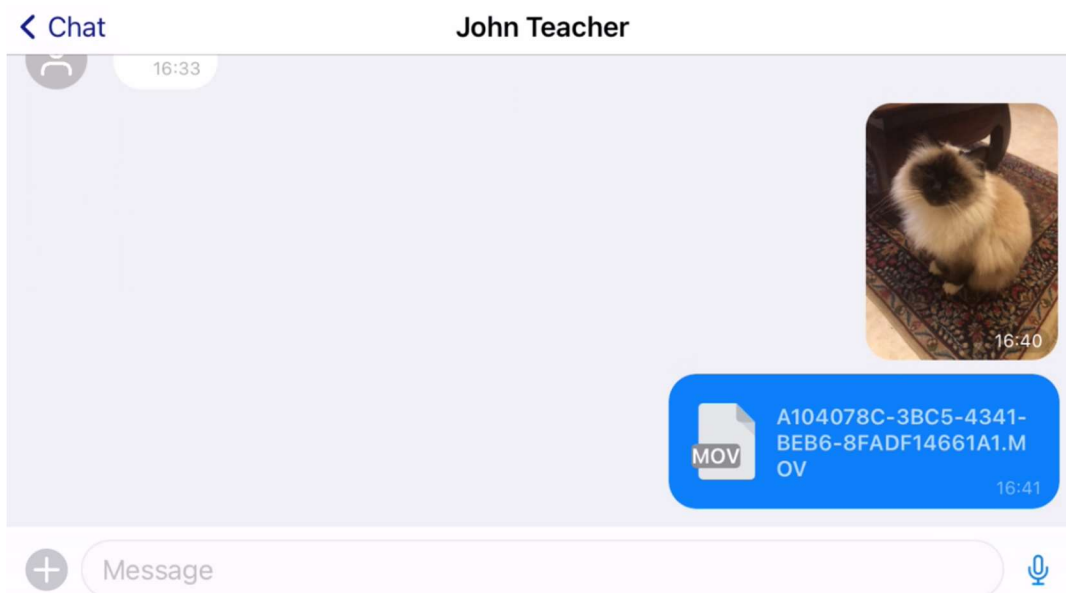 Chat
John Teacher
16:33
16:40
A104078C-3BC5-4341-
BEB6-8FADF14661A1.M
OV
MOV
16:41
Message